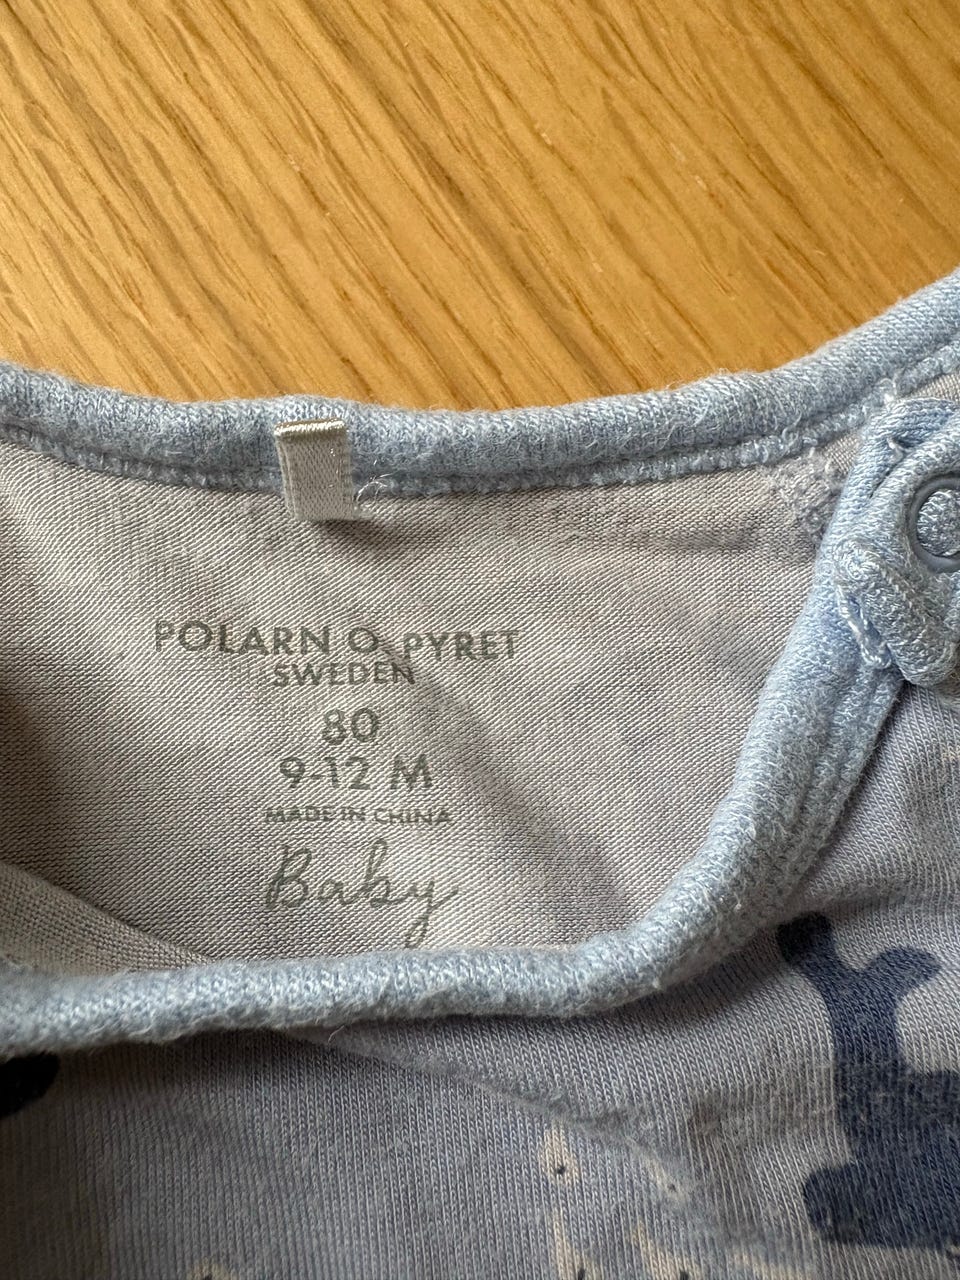 POLARN O. PYRET
SWEDEN
80
9-12 M
MADE IN CHINA
Baby